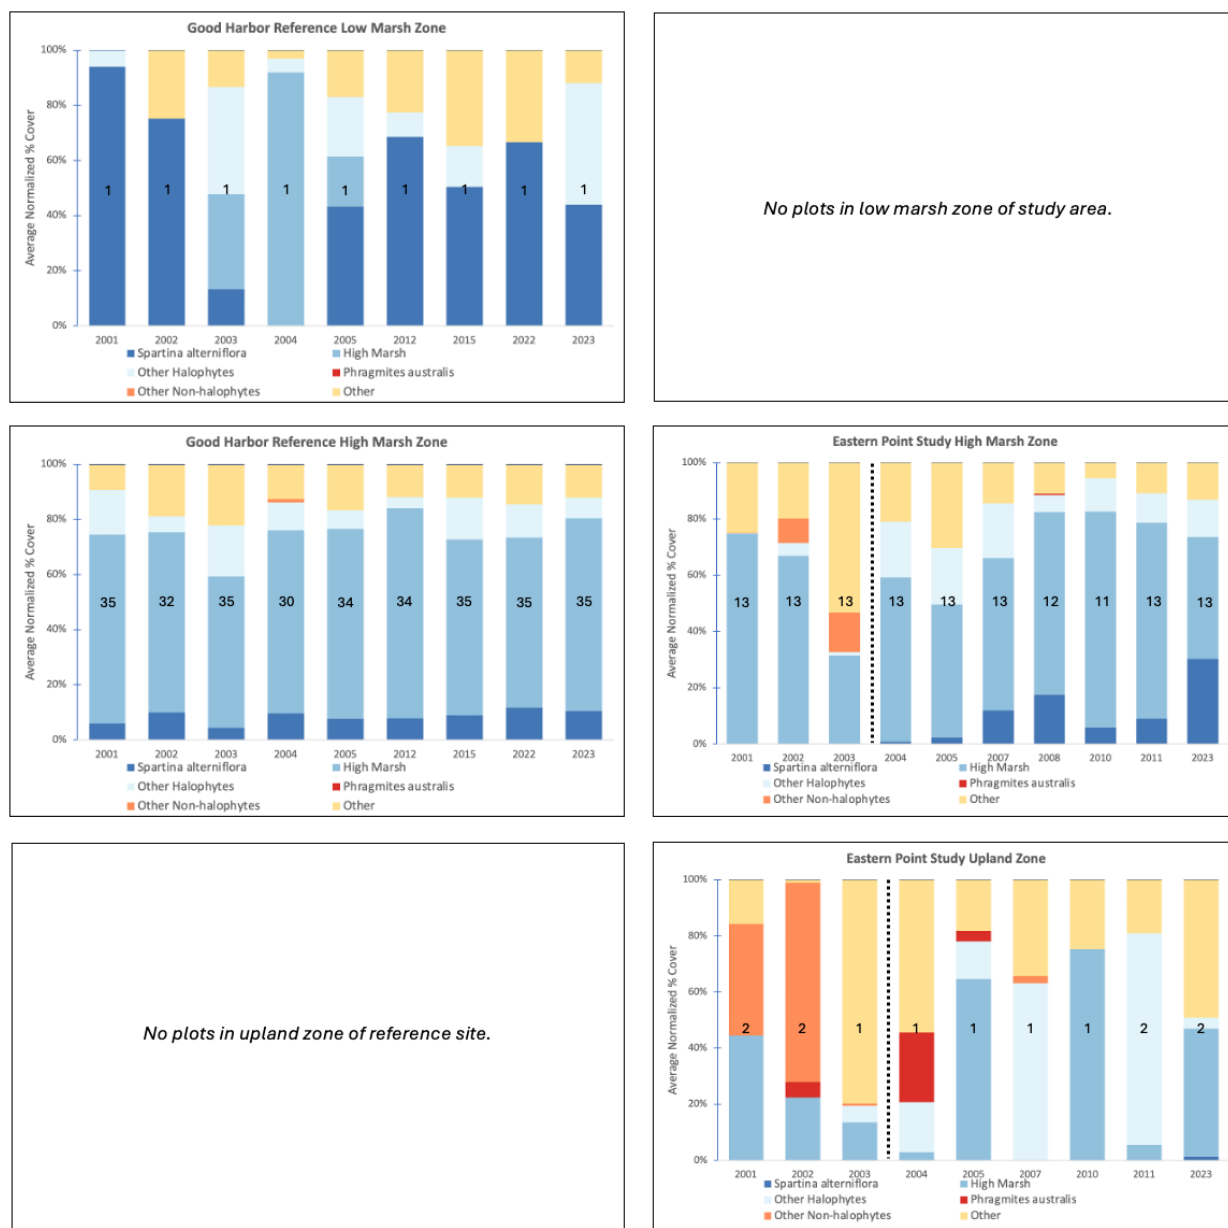 Good Harbor Reference Low Marsh Zone
Average Normalized % Cover
100%
80%
60%
40%
20%
0%
1 1 1 1 1 1 1 1 1
2001 2002 2003 2004 2005 2012 2015 2022 2023
Spartina alterniflora High Marsh
Other Halophytes Phragmites australis
Other Non-halophytes Other
No plots in low marsh zone of study area.
Good Harbor Reference High Marsh Zone
Average Normalized % Cover
100%
80%
60%
40%
20%
0%
35 32 35 30 34 34 35 35 35
2001 2002 2003 2004 2005 2012 2015 2022 2023
Spartina alterniflora High Marsh
Other Halophytes Phragmites australis
Other Non-halophytes Other
Eastern Point Study High Marsh Zone
Average Normalized % Cover
100%
80%
60%
40%
20%
0%
13 13 13 13 13 13 12 11 13 13
2001 2002 2003 2004 2005 2007 2008 2010 2011 2023
Spartina alterniflora High Marsh
Other Halophytes Phragmites australis
Other Non-halophytes Other
No plots in upland zone of reference site.
Eastern Point Study Upland Zone
Average Normalized % Cover
100%
80%
60%
40%
20%
0%
2 2 1 1 1 1 1 2 2
2001 2002 2003 2004 2005 2007 2010 2011 2023
Spartina alterniflora High Marsh
Other Halophytes Phragmites australis
Other Non-halophytes Other